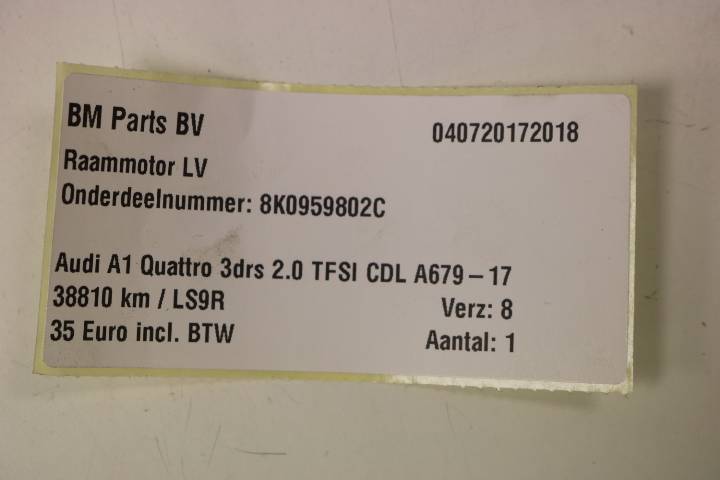 BM Parts BV 040720172018
Raammotor LV
Onderdeelnummer: 8K0959802C
Audi A1 Quattro 3drs 2.0 TFSI CDL A679-17
38810 km / LS9R Verz: 8
35 Euro incl. BTW Aantal: 1